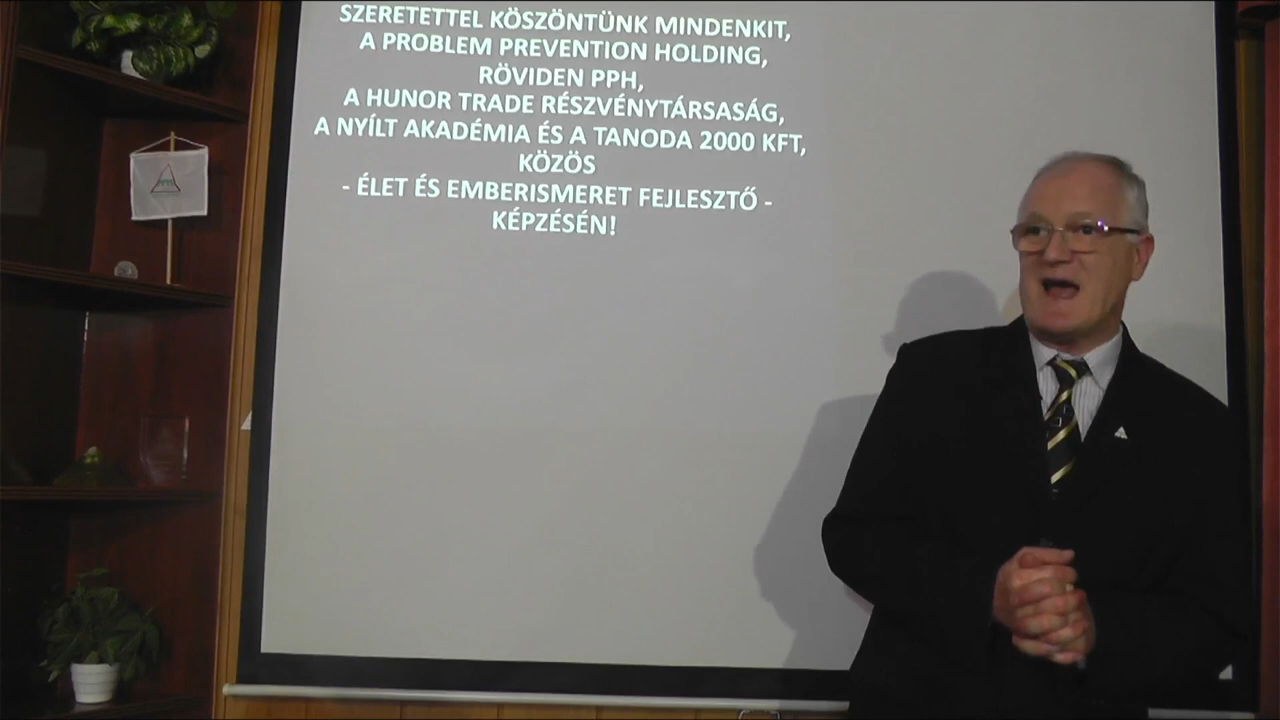 SZERETETTEL KÖSZÖNTÜNK MINDENKIT,
A PROBLEM PREVENTION HOLDING,
RÖVIDEN PPH,
A HUNOR TRADE RÉSZVÉNYTÁRSASÁG,
A NYÍLT AKADÉMIA ÉS A TANODA 2000 KFT,
KÖZÖS
- ÉLET ÉS EMBERISMERET FEJLESZTŐ -
KÉPZÉSÉN!